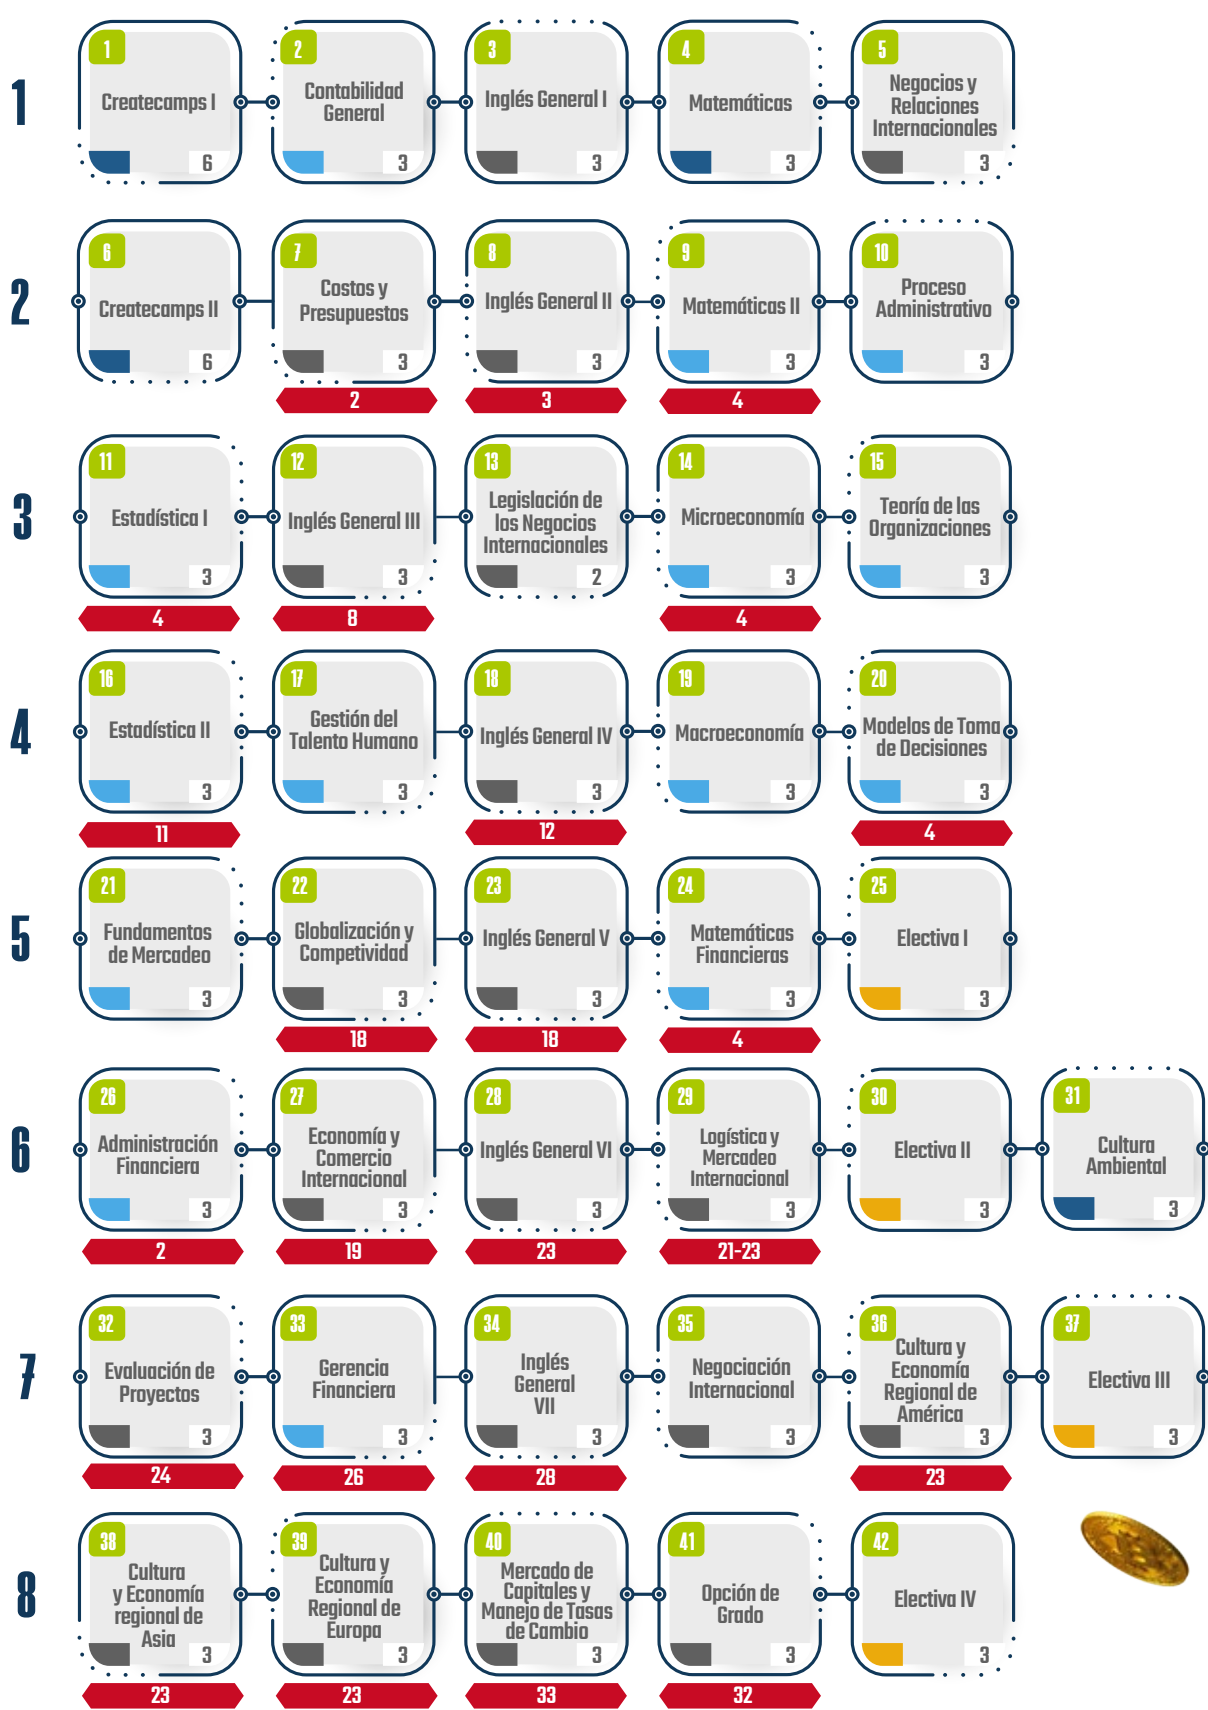 1
1
Createcamps I
6
2
Contabilidad
General
3
3
Inglés General I
3
4
Matemáticas
3
5
Negocios y
Relaciones
Internacionales
3
2
6
Createcamps II
6
7
Costos y
Presupuestos
3
2
8
Inglés General II
3
3
9
Matemáticas II
3
4
10
Proceso
Administrativo
3
3
11
Estadística I
3
4
12
Inglés General III
3
8
13
Legislación de
los Negocios
Internacionales
2
14
Microeconomía
3
4
15
Teoría de las
Organizaciones
3
4
16
Estadística II
3
11
17
Gestión del
Talento Humano
3
18
Inglés General IV
3
12
19
Macroeconomía
3
20
Modelos de Toma
de Decisiones
3
4
5
21
Fundamentos
de Mercadeo
3
22
Globalización y
Competividad
3
18
23
Inglés General V
3
18
24
Matemáticas
Financieras
3
4
25
Electiva I
3
6
26
Administración
Financiera
3
2
27
Economía y
Comercio
Internacional
3
19
28
Inglés General VI
3
23
29
Logística y
Mercadeo
Internacional
3
21-23
30
Electiva II
3
31
Cultura
Ambiental
3
7
32
Evaluación de
Proyectos
3
24
33
Gerencia
Financiera
3
26
34
Inglés
General
VII
3
28
35
Negociación
Internacional
3
36
Cultura y
Economía
Regional de
América
3
23
37
Electiva III
3
8
38
Cultura
y Economía
regional de
Asia
3
23
39
Cultura y
Economía
Regional de
Europa
3
23
40
Mercado de
Capitales y
Manejo de Tasas
de Cambio
3
33
41
Opción de
Grado
3
32
42
Electiva IV
3